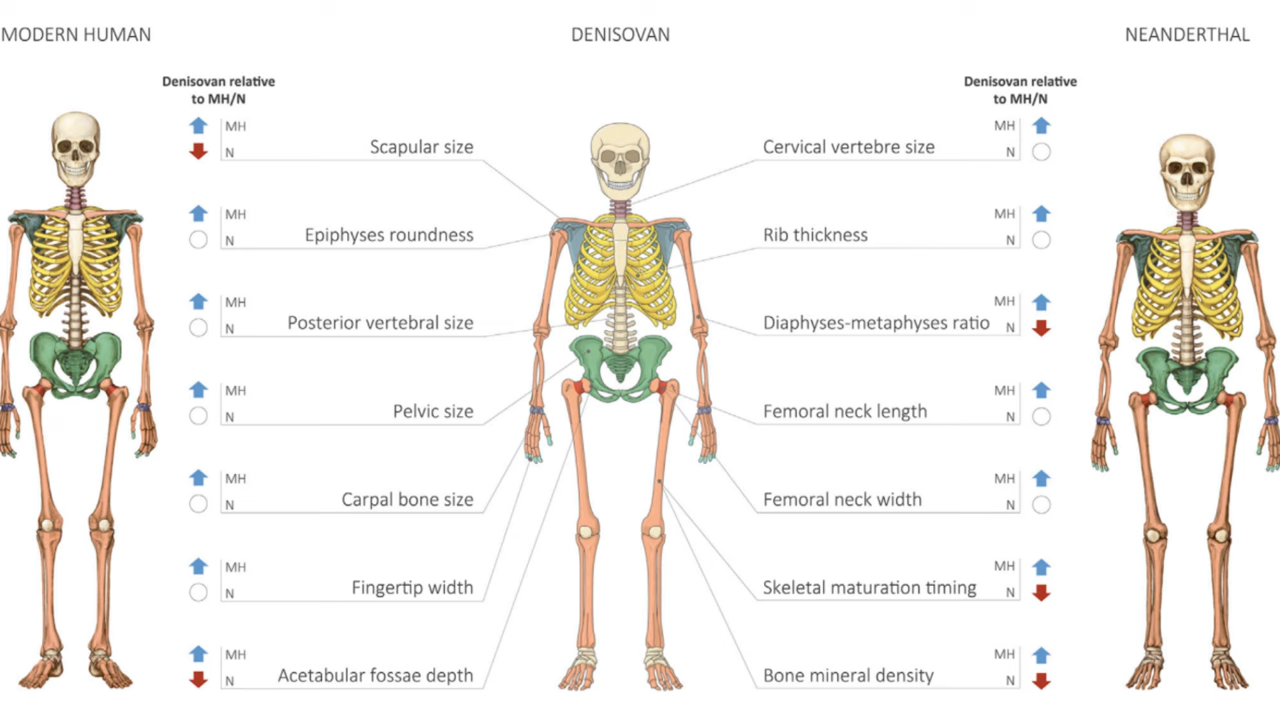 MODERN HUMAN
DENISOVAN
NEANDERTHAL
Denisovan relative
to MH/N
MH
N
Scapular size
MH
N
Epiphyses roundness
MH
N
Posterior vertebral size
MH
N
Pelvic size
MH
N
Carpal bone size
MH
N
Fingertip width
MH
N
Acetabular fossae depth
Denisovan relative
to MH/N
MH
Cervical vertebre size
N
MH
Rib thickness
N
MH
Diaphyses-metaphyses ratio
N
MH
Femoral neck length
N
MH
Femoral neck width
N
MH
Skeletal maturation timing
N
MH
Bone mineral density
N